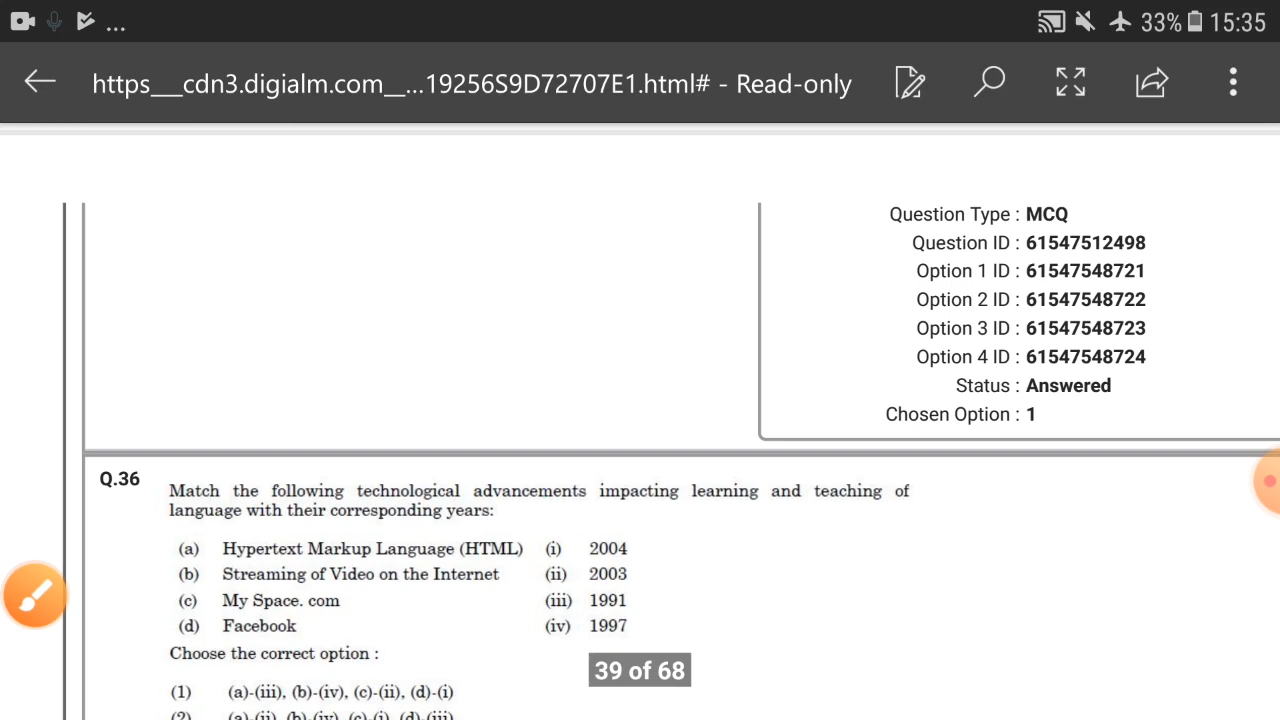 ... 33% 15:35
https___cdn3.digialm.com__...19256S9D72707E1.html# - Read-only
Question Type : MCQ
Question ID : 61547512498
Option 1 ID : 61547548721
Option 2 ID : 61547548722
Option 3 ID : 61547548723
Option 4 ID : 61547548724
Status : Answered
Chosen Option : 1
Q.36
Match the following technological advancements impacting learning and teaching of
language with their corresponding years:
(a) Hypertext Markup Language (HTML) (i) 2004
(b) Streaming of Video on the Internet (ii) 2003
(c) My Space. com (iii) 1991
(d) Facebook (iv) 1997
Choose the correct option :
39 of 68
(1) (a)-(iii), (b)-(iv), (c)-(ii), (d)-(i)
(2) (a)-(ii), (b)-(iv), (c)-(i), (d)-(iii)